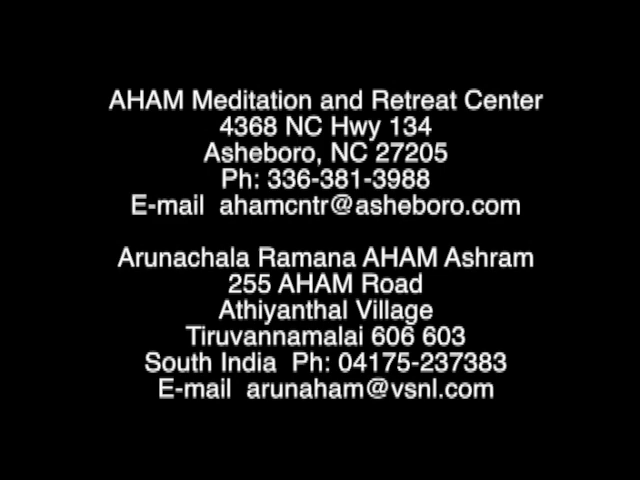 AHAM Meditation and Retreat Center
4368 NC Hwy 134
Asheboro, NC 27205
Ph: 336-381-3988
E-mail  ahamcntr@asheboro.com
Arunachala Ramana AHAM Ashram
255 AHAM Road
Athiyanthal Village
Tiruvannamalai 606 603
South India  Ph: 04175-237383
E-mail  arunaham@vsnl.com